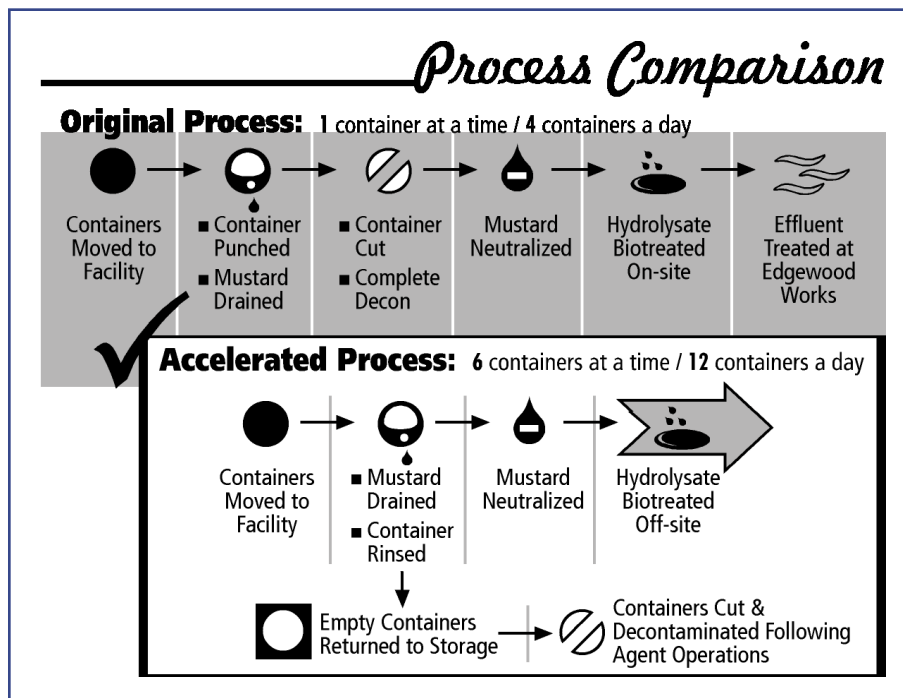 Process Comparison
Original Process: 1 container at a time / 4 containers a day
Containers
Moved to
Facility
■ Container
Punched
■ Mustard
Drained
■ Container
Cut
■ Complete
Decon
Mustard
Neutralized
Hydrolysate
Biotreated
On-site
Effluent
Treated at
Edgewood
Works
Accelerated Process: 6 containers at a time / 12 containers a day
Containers
Moved to
Facility
■ Mustard
Drained
■ Container
Rinsed
Mustard
Neutralized
Hydrolysate
Biotreated
Off-site
Empty Containers
Returned to Storage
Containers Cut &
Decontaminated Following
Agent Operations